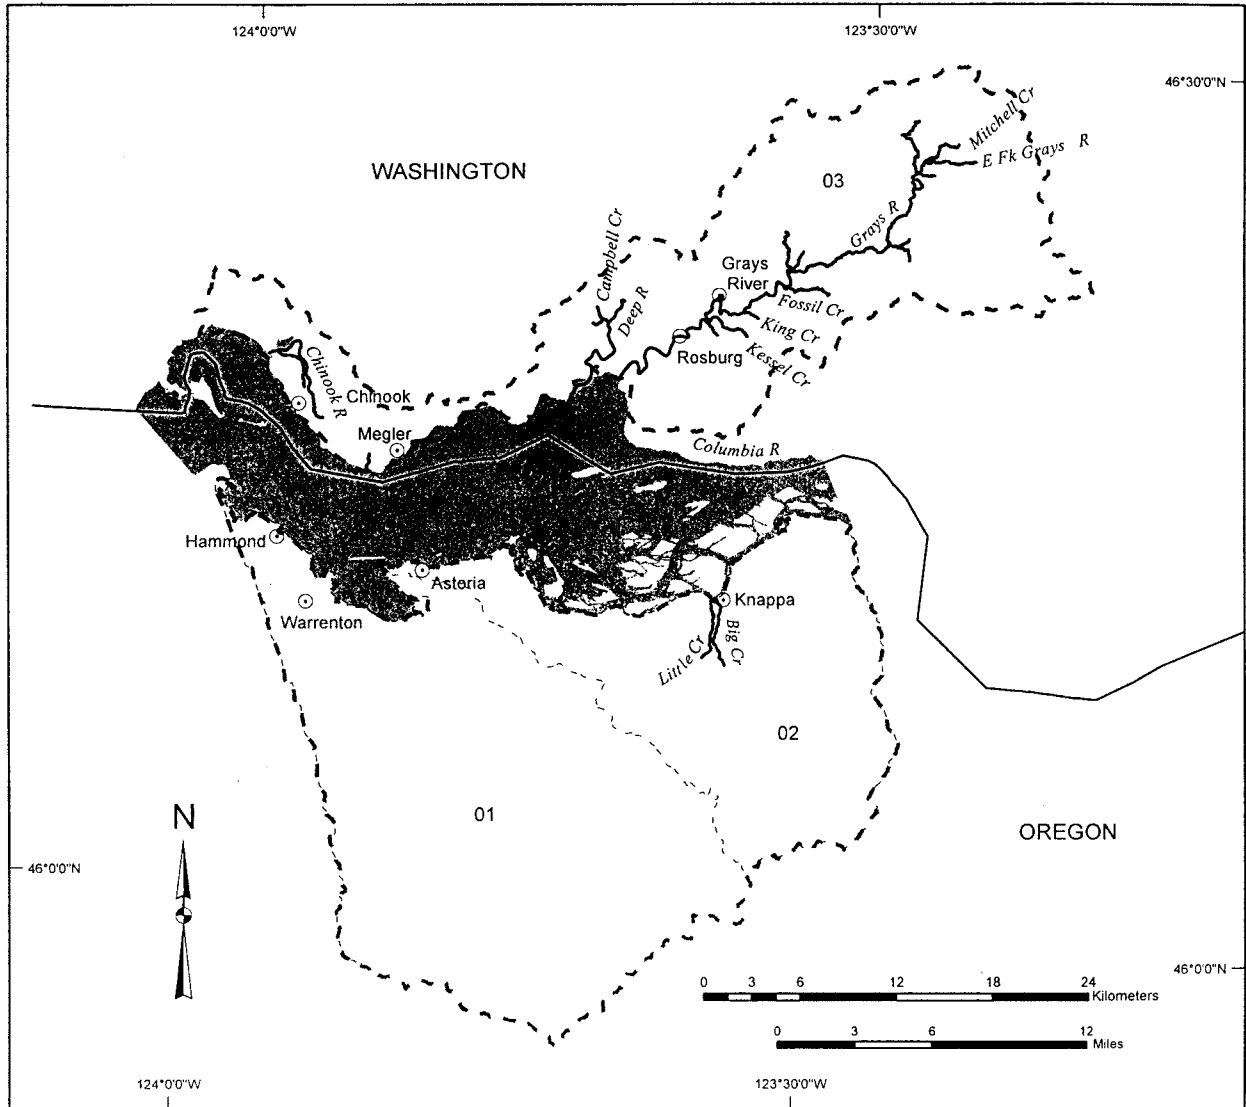 124°0'0"W
123°30'0"W
46°30'0"N
Mitchell Cr
E Fk Grays R
WASHINGTON
03
Grays R
Campbell Cr
Deep R
Grays
River
Fossil Cr
King Cr
Kessel Cr
Rosburg
Chinook R
Chinook
Megler
Columbia R
Hammond
Asteria
Warrenton
Knappa
Big Cr
Little Cr
02
01
OREGON
N
46°0'0"N
46°0'0"N
0 3 6 12 18 24
Kilometers
0 3 6 12
Miles
124°0'0"W
123°30'0"W